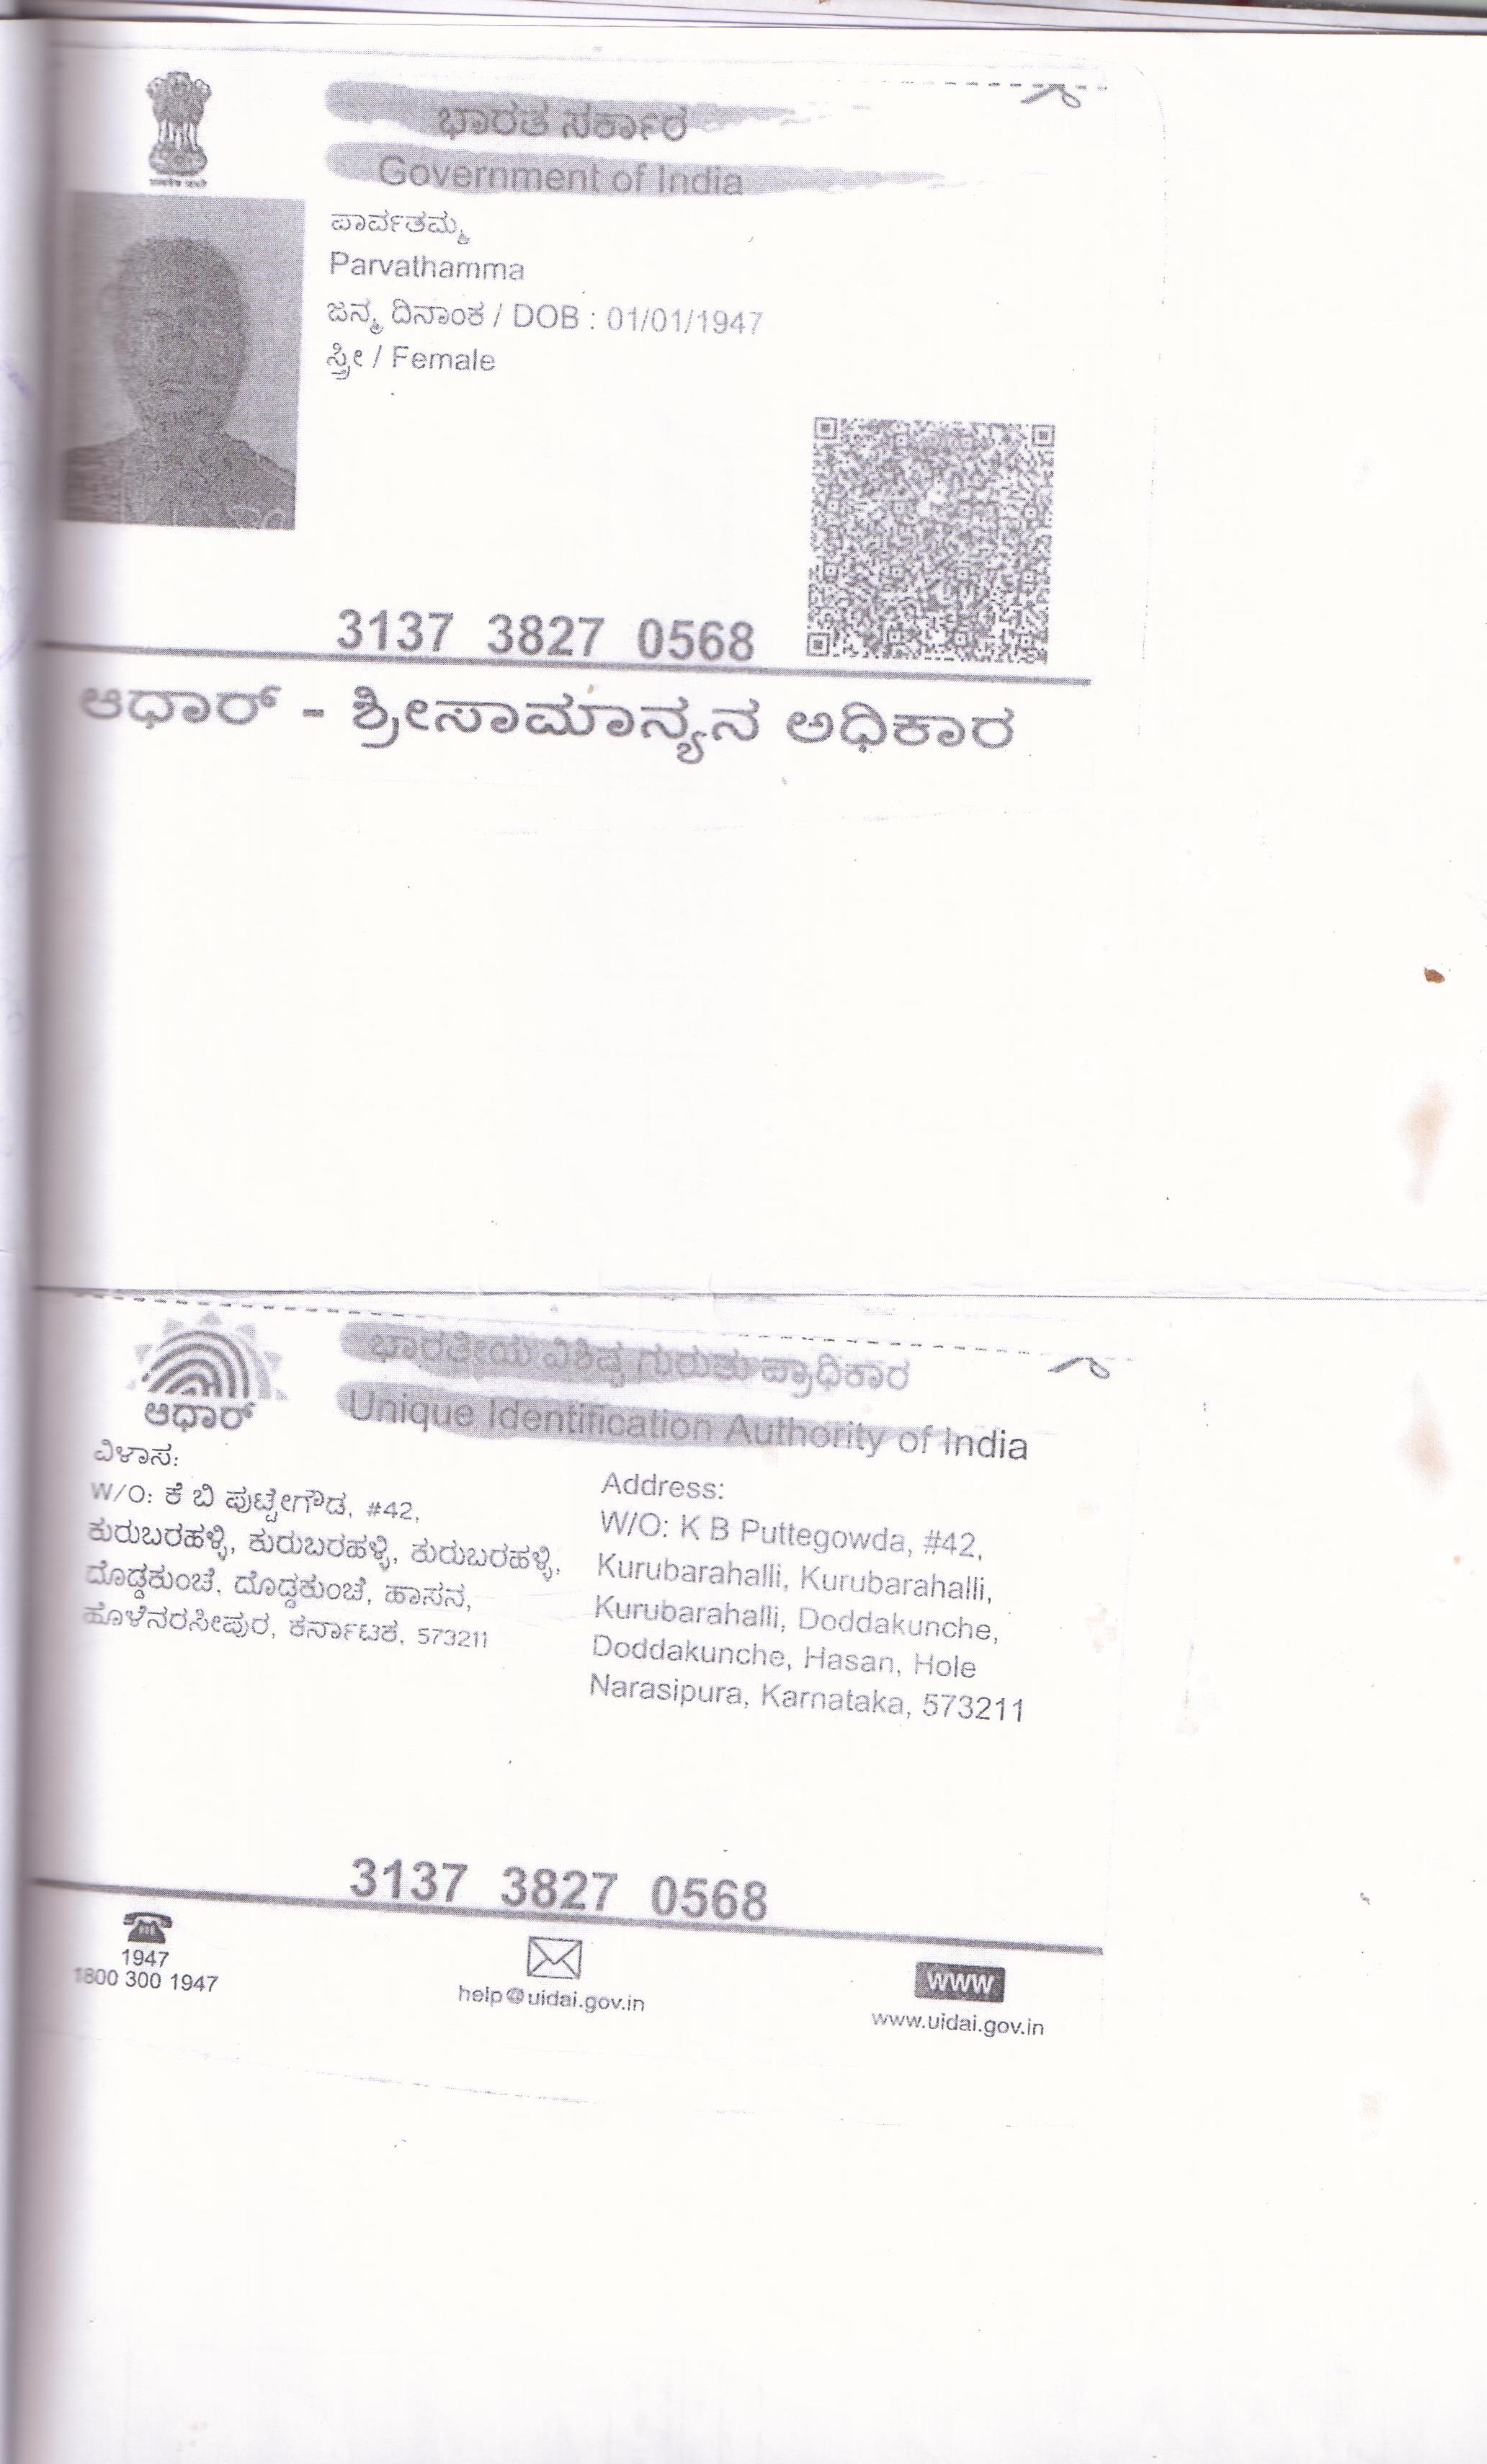 ಭಾರತ ಸರ್ಕಾರ
Government of India
ಪಾರ್ವತಮ್ಮ
Parvathamma
ಜನ್ಮ ದಿನಾಂಕ / DOB : 01/01/1947
ಸ್ತ್ರೀ / Female
3137 3827 0568
ಆಧಾರ್ - ಶ್ರೀಸಾಮಾನ್ಯನ ಅಧಿಕಾರ
ಭಾರತೀಯ ವಿಶಿಷ್ಟ ಗುರುತು ಪ್ರಾಧಿಕಾರ
Unique Identification Authority of India
ಆಧಾರ್
ವಿಳಾಸ:
W/O: ಕೆ ಬಿ ಪುಟ್ಟೇಗೌಡ, #42,
ಕುರುಬರಹಳ್ಳಿ, ಕುರುಬರಹಳ್ಳಿ, ಕುರುಬರಹಳ್ಳಿ,
ದೊಡ್ಡಕುಂಚೆ, ದೊಡ್ಡಕುಂಚೆ, ಹಾಸನ,
ಹೊಳೆನರಸೀಪುರ, ಕರ್ನಾಟಕ, 573211
Address:
W/O: K B Puttegowda, #42,
Kurubarahalli, Kurubarahalli,
Kurubarahalli, Doddakunche,
Doddakunche, Hasan, Hole
Narasipura, Karnataka, 573211
3137 3827 0568
1947
1800 300 1947
help@uidai.gov.in
www
www.uidai.gov.in